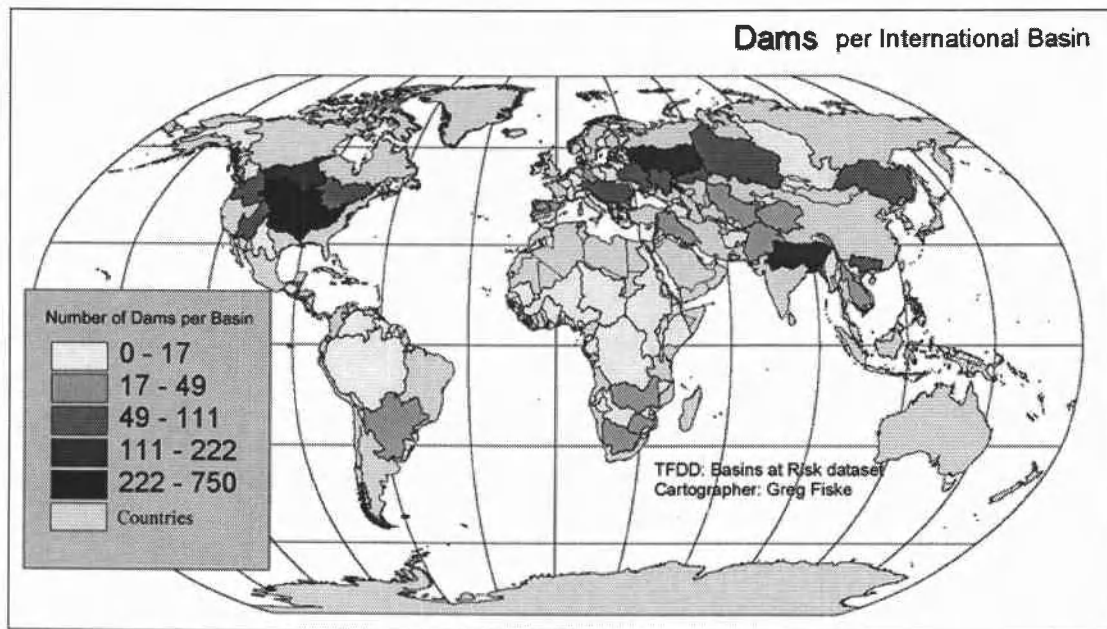 Dams per International Basin
Number of Dams per Basin
0 - 17
17 - 49
49 - 111
111 - 222
222 - 750
Countries
TFDD: Basins at Risk dataset
Cartographer: Greg Fiske